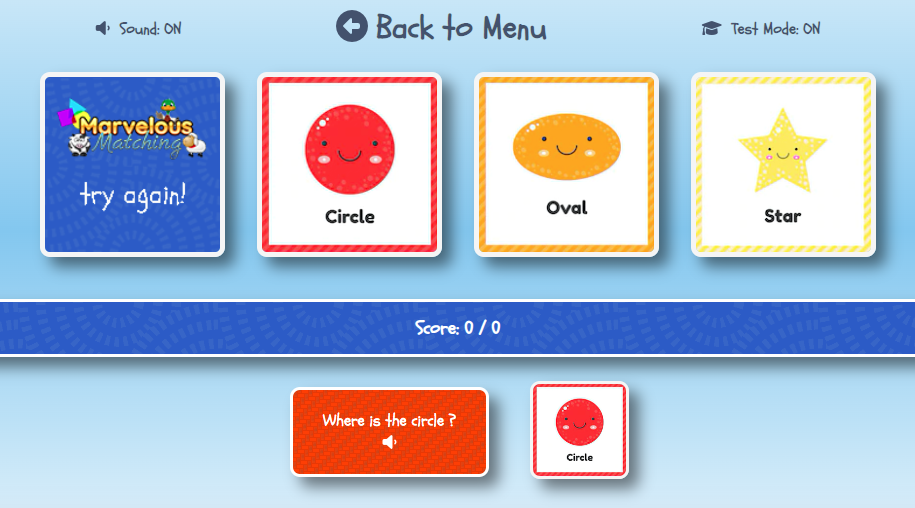 Sound: ON
Back to Menu
Test Mode: ON
Marvelous
Matching
try again!
Circle
Oval
Star
Score: 0 / 0
Where is the circle ?
Circle